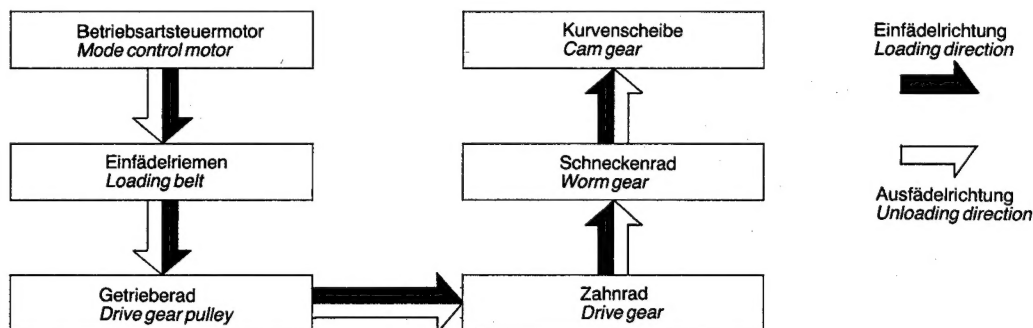 Betriebsartsteuermotor
Mode control motor
Einfädelriemen
Loading belt
Getrieberad
Drive gear pulley
Zahnrad
Drive gear
Schneckenrad
Worm gear
Kurvenscheibe
Cam gear
Einfädelrichtung
Loading direction
Ausfädelrichtung
Unloading direction